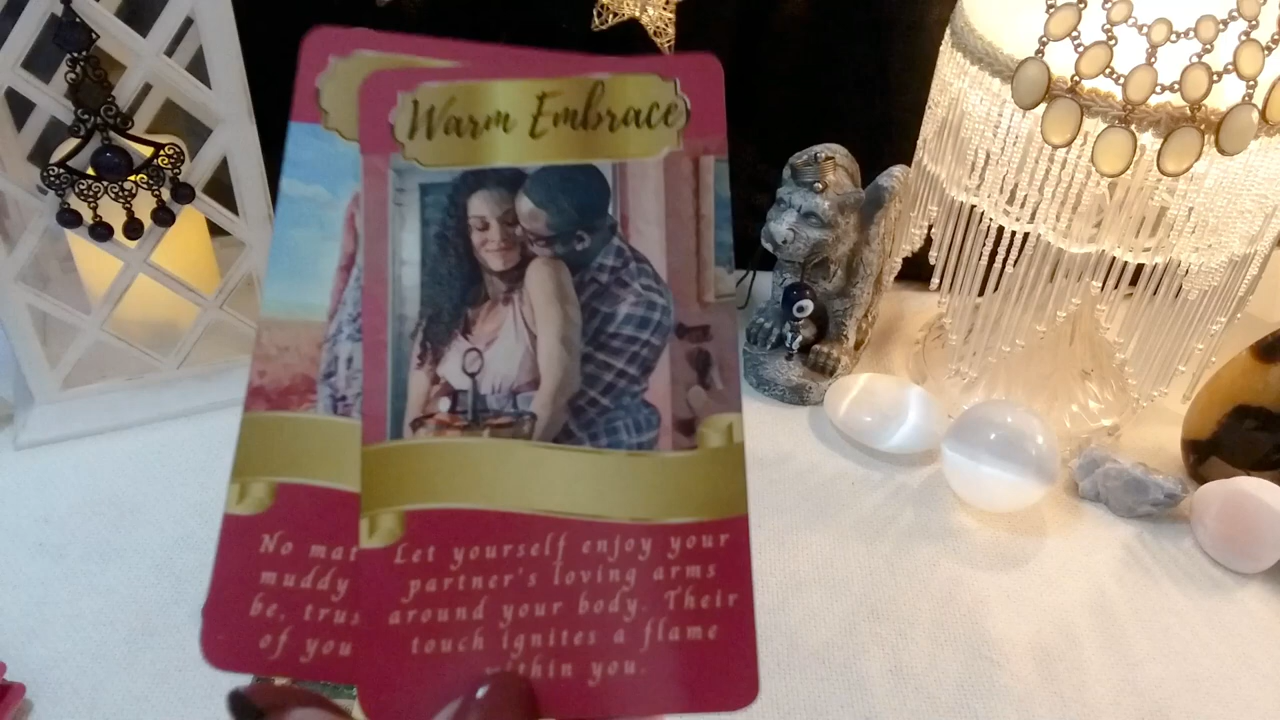 Warm Embrace
Let yourself enjoy your
partner's loving arms
around your body. Their
touch ignites a flame
within you.
No mat
muddy
be, trus
of you